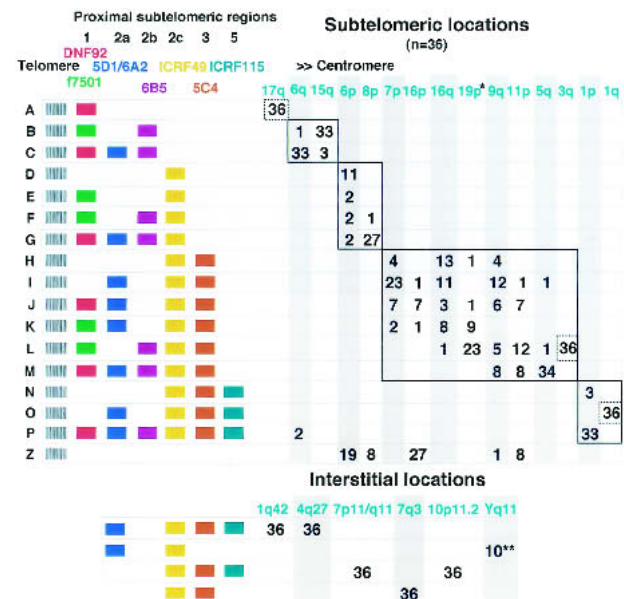 Proximal subtelomeric regions
Subtelomeric locations
(n=36)
1 2a 2b 2c 3 5
DNF92
Telomere 5D1/6A2 ICRF49 ICRF115 >> Centromere
f7501 6B5 5C4
17q 6q 15q 6p 8p 7p 16p 16q 19p* 9q 11p 5q 3q 1p 1q
A 36
B 1 33
C 33 3
D 11
E 2
F 2 1
G 2 27
H 4 13 1 4
I 23 1 11 12 1 1
J 7 7 3 1 6 7
K 2 1 8 9
L 1 23 5 12 1 36
M 8 8 34
N 3
O 36
P 2 33
Z 19 8 27 1 8
Interstitial locations
1q42 4q27 7p11/q11 7q3 10p11.2 Yq11
36 36
10**
36 36
36